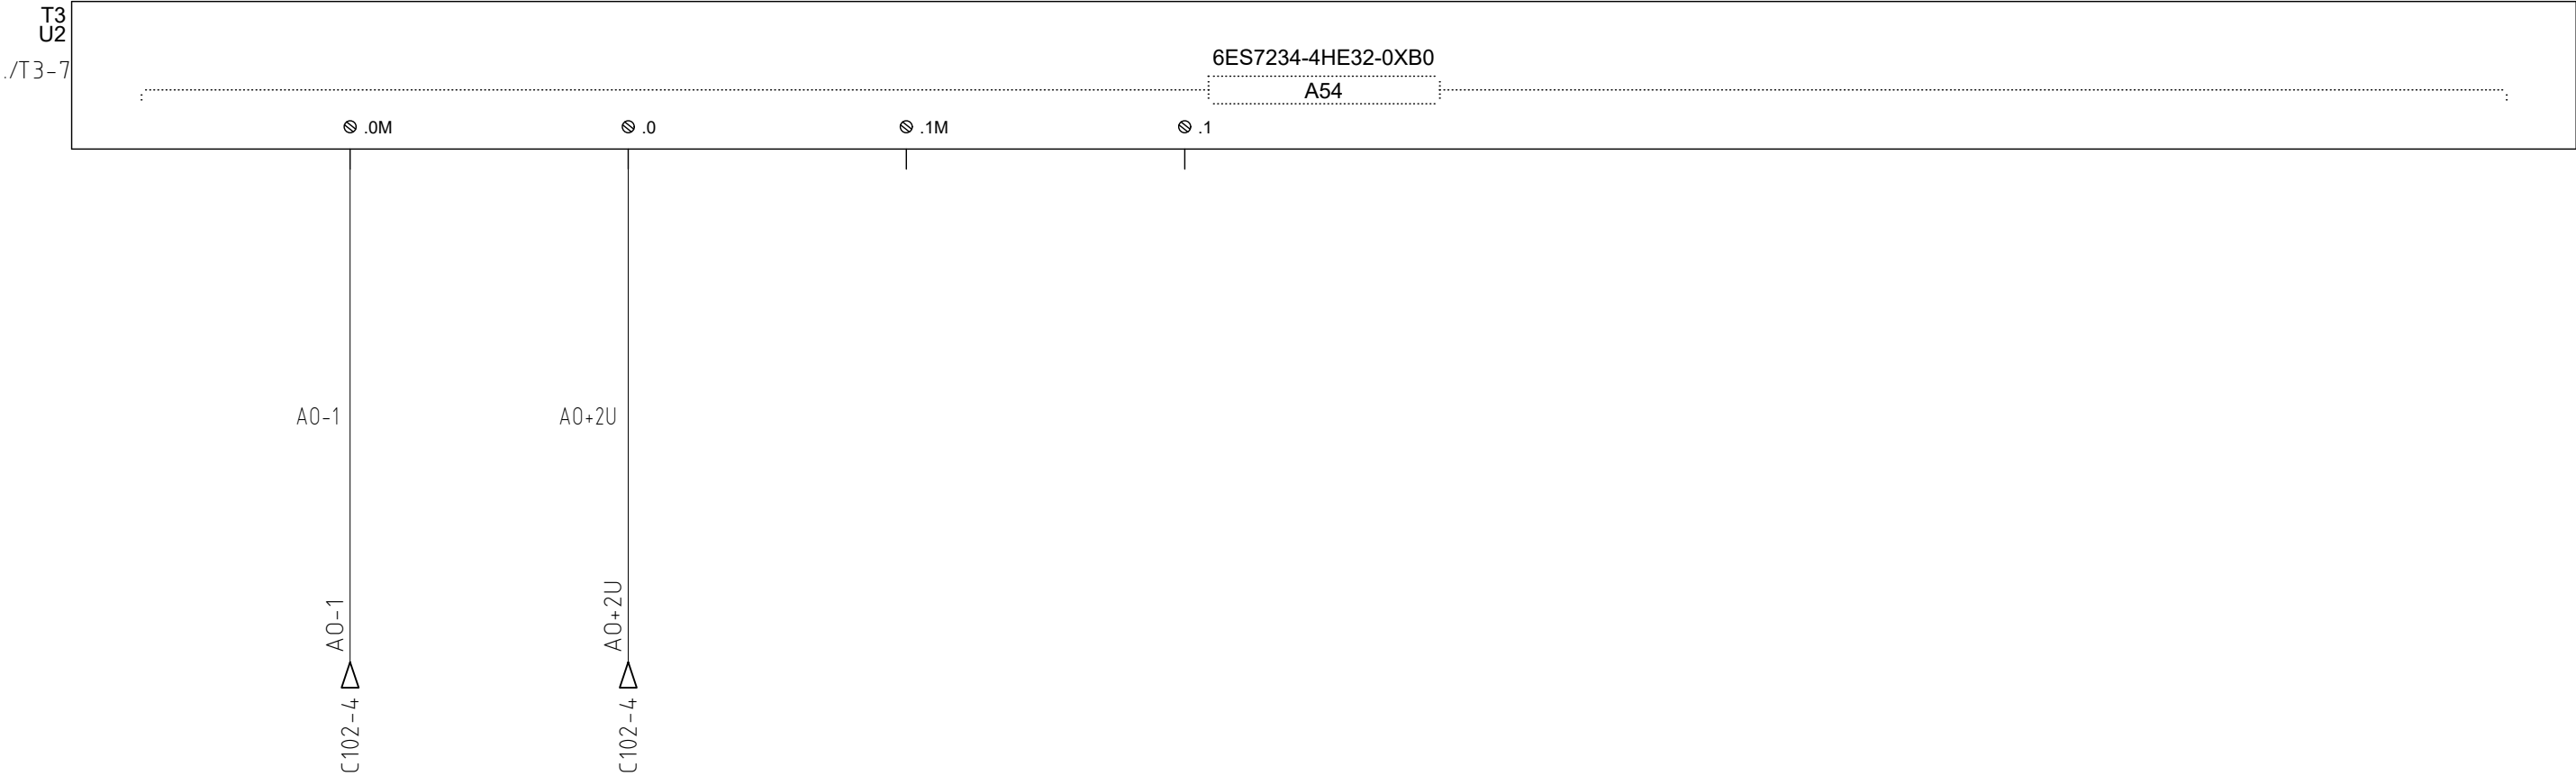 T3
U2
./T3-7
6ES7234-4HE32-0XB0
A54
.0M .0 .1M .1
A0-1 A0+2U
A0-1 A0+2U
C102-4 C102-4